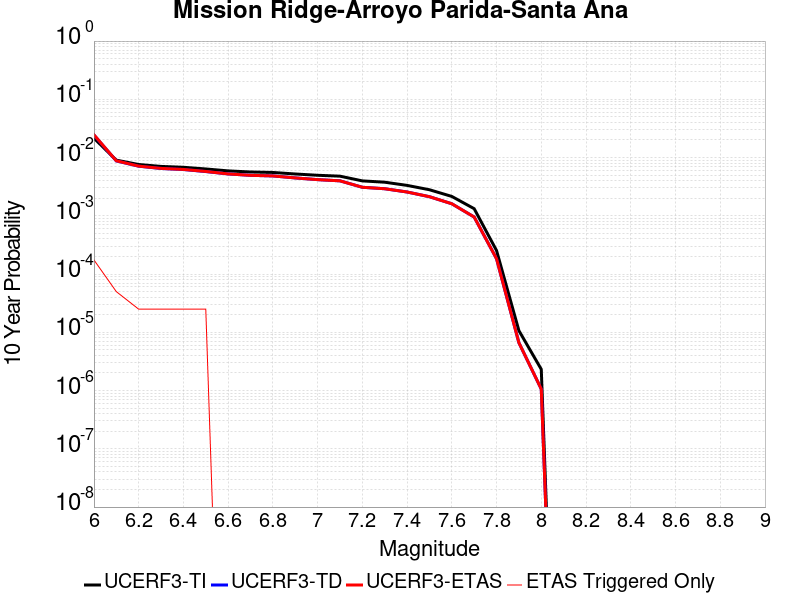 Mission Ridge-Arroyo Parida-Santa Ana
10 0
10 -1
10 -2
10 -3
10 -4
10 -5
10 -6
10 -7
10 -8
10 Year Probability
6 6.2 6.4 6.6 6.8 7 7.2 7.4 7.6 7.8 8 8.2 8.4 8.6 8.8 9
Magnitude
UCERF3-TI UCERF3-TD UCERF3-ETAS ETAS Triggered Only